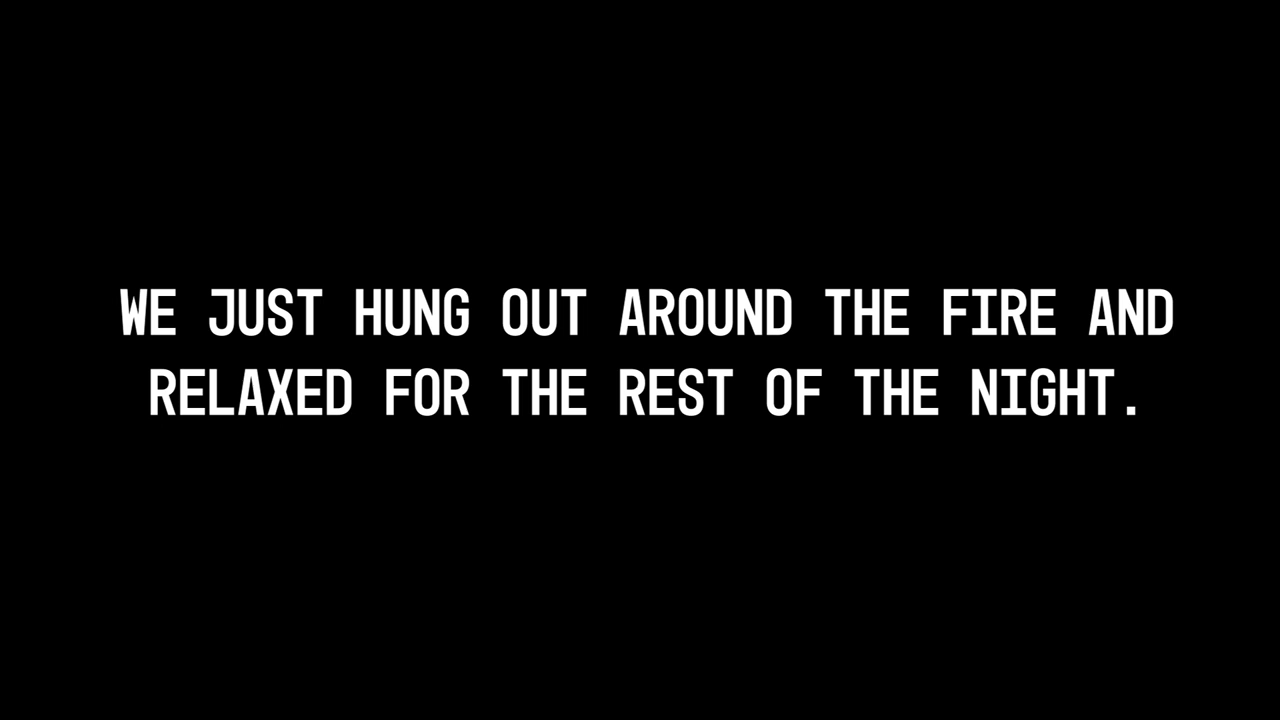 WE JUST HUNG OUT AROUND THE FIRE AND
RELAXED FOR THE REST OF THE NIGHT.